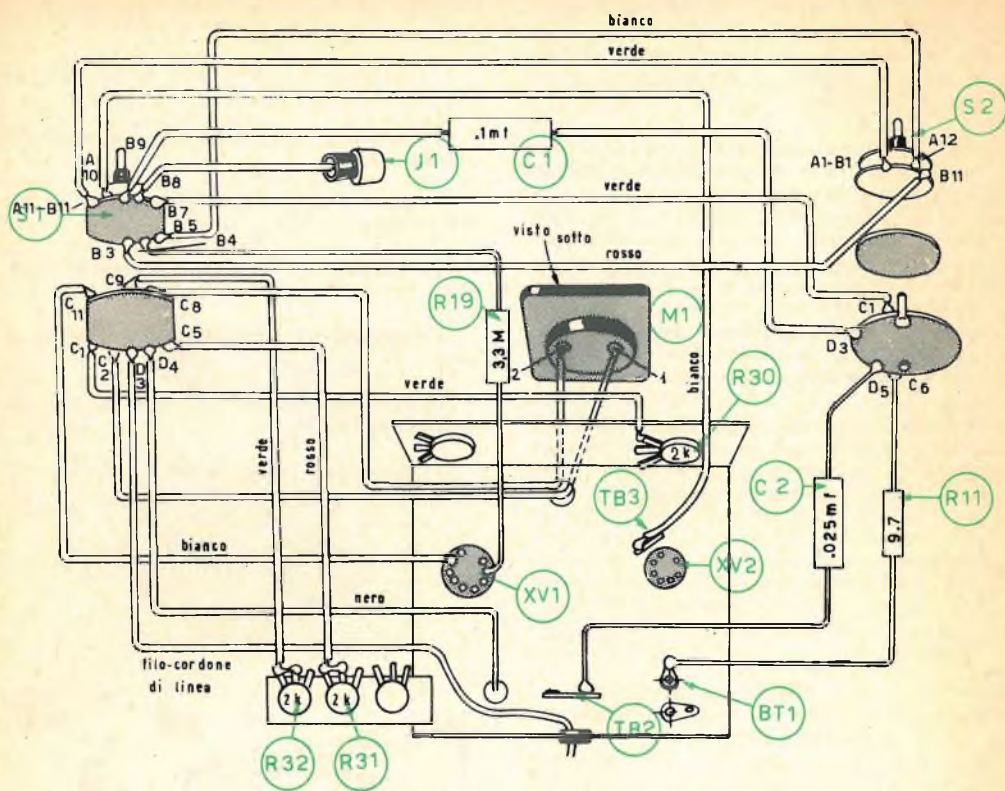 bianco
verde
S2
B9
.1mf
A12
A
10
B8
J1
C1
A1-B1
B11
A11-B11
S1
B7
verde
B5
B4
B3
visto sotto
rosso
C9
C11
C8
R19
M1
C1
C5
3,3 M
2
1
bianco
D3
C1
C2
D3
D4
R30
D5
C6
verde
2k
verde
rosso
C2
R11
TB3
.025mf
9.7
bianco
XV2
XV1
nero
filo-cordone
di linea
2k
2k
TB2
BT1
R32
R31